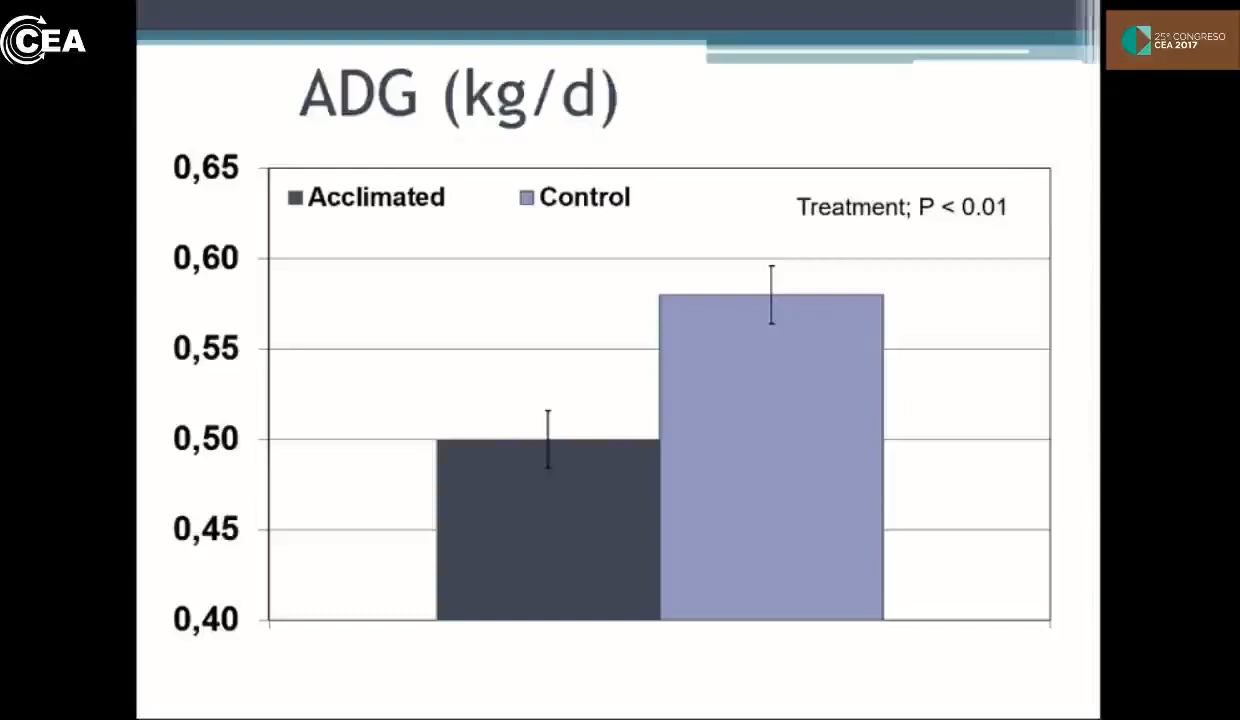 CEA
25º CONGRESO
CEA 2017
ADG (kg/d)
0,65
Acclimated
Control
Treatment; P < 0.01
0,60
0,55
0,50
0,45
0,40